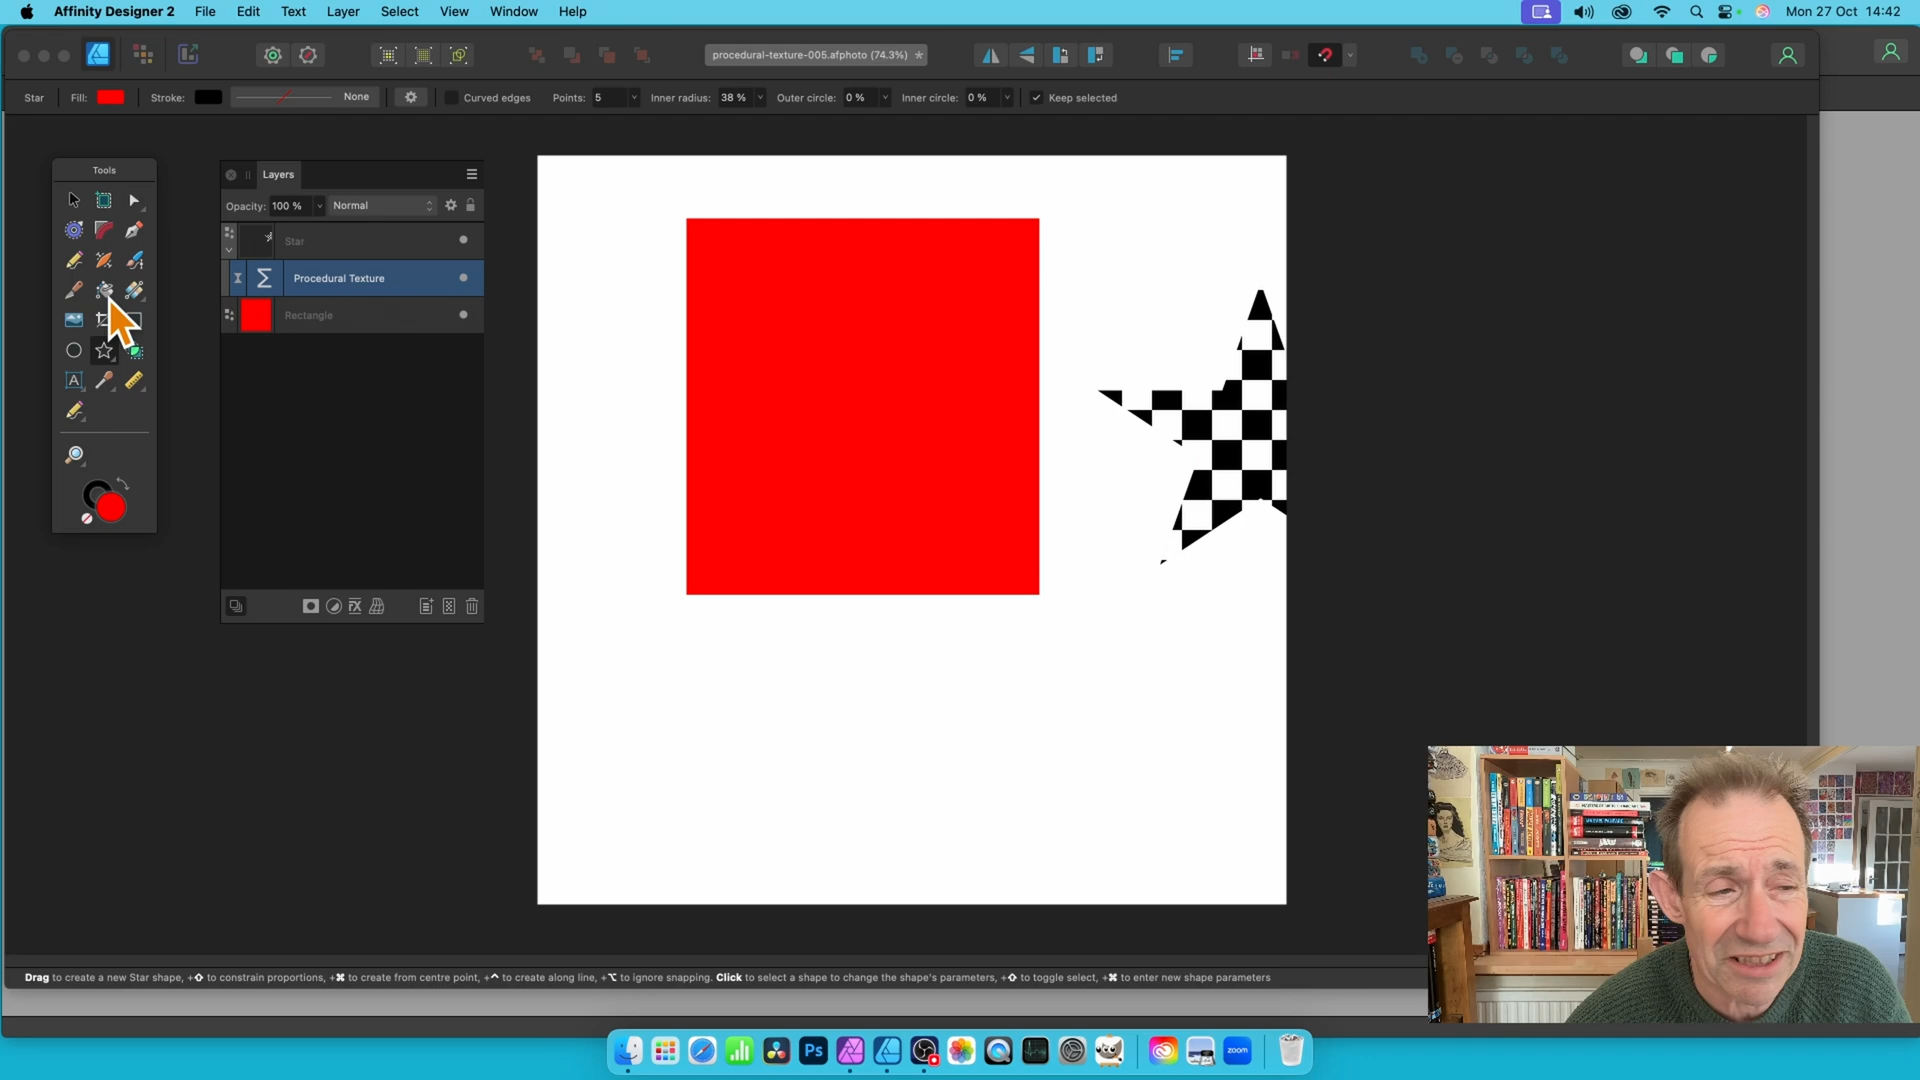 Affinity Designer 2 File Edit Text Layer Select View Window Help Mon 27 Oct 14:42
procedural-texture-005.afphoto (74.3%) *
Star Fill: Stroke: None Curved edges Points: 5 Inner radius: 38 % Outer circle: 0 % Inner circle: 0 % Keep selected
Tools
Layers
Opacity: 100 % Normal
Star
Procedural Texture
Rectangle
A
FX
Drag to create a new Star shape, +⇧ to constrain proportions, +⌘ to create from centre point, +⌃ to create along line, +⌥ to ignore snapping. Click to select a shape to change the shape's parameters, +⇧ to toggle select, +⌘ to enter new shape parameters
Ps
zoom